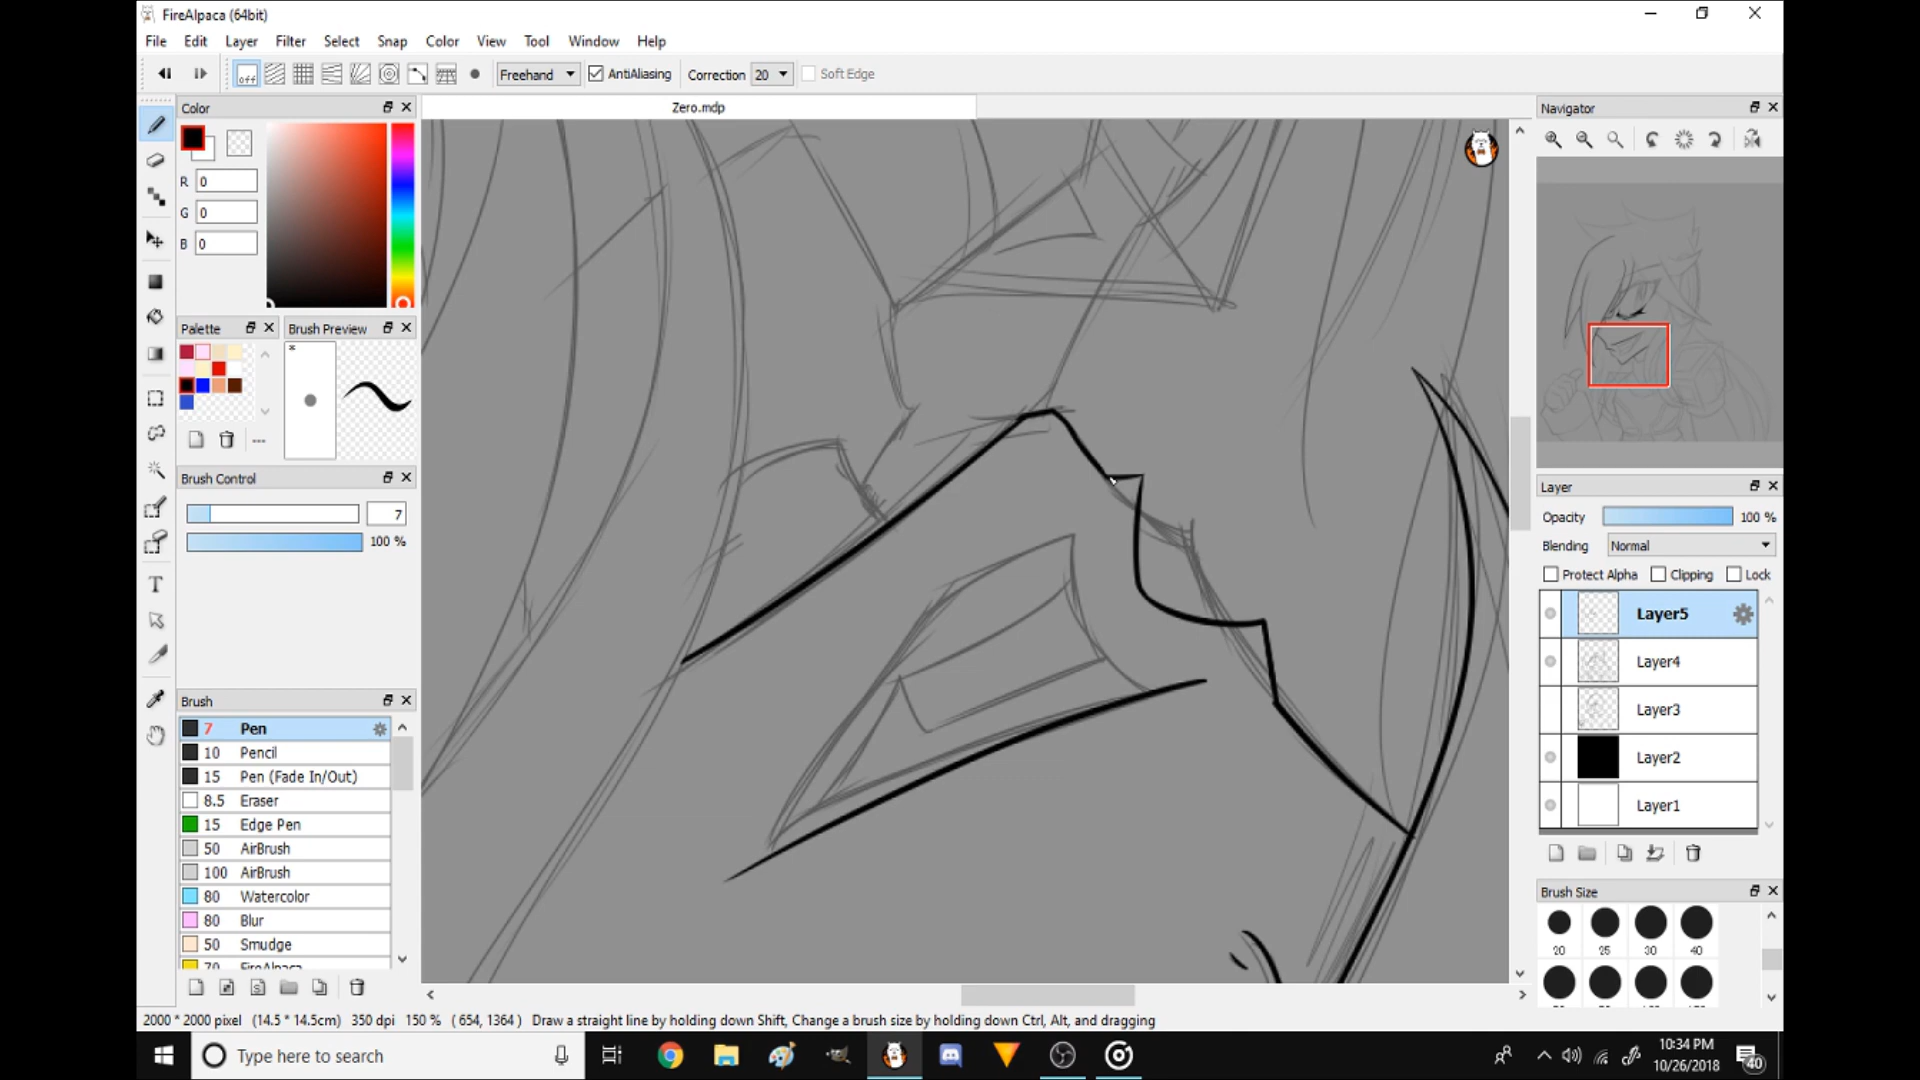 FireAlpaca (64bit)
File Edit Layer Filter Select Snap Color View Tool Window Help
off Freehand AntiAliasing Correction 20 Soft Edge
Color
Zero.mdp
Navigator
R 0
G 0
B 0
Palette
Brush Preview
*
Brush Control
7
100 %
Layer
Opacity 100 %
Blending Normal
Protect Alpha Clipping Lock
Layer5
Layer4
Layer3
Layer2
Layer1
Brush
7 Pen
10 Pencil
15 Pen (Fade In/Out)
8.5 Eraser
15 Edge Pen
50 AirBrush
100 AirBrush
80 Watercolor
80 Blur
50 Smudge
70 FireAlpaca
Brush Size
20 25 30 40
T
2000 * 2000 pixel (14.5 * 14.5cm) 350 dpi 150 % ( 654, 1364 ) Draw a straight line by holding down Shift, Change a brush size by holding down Ctrl, Alt, and dragging
Type here to search
10:34 PM
10/26/2018
40